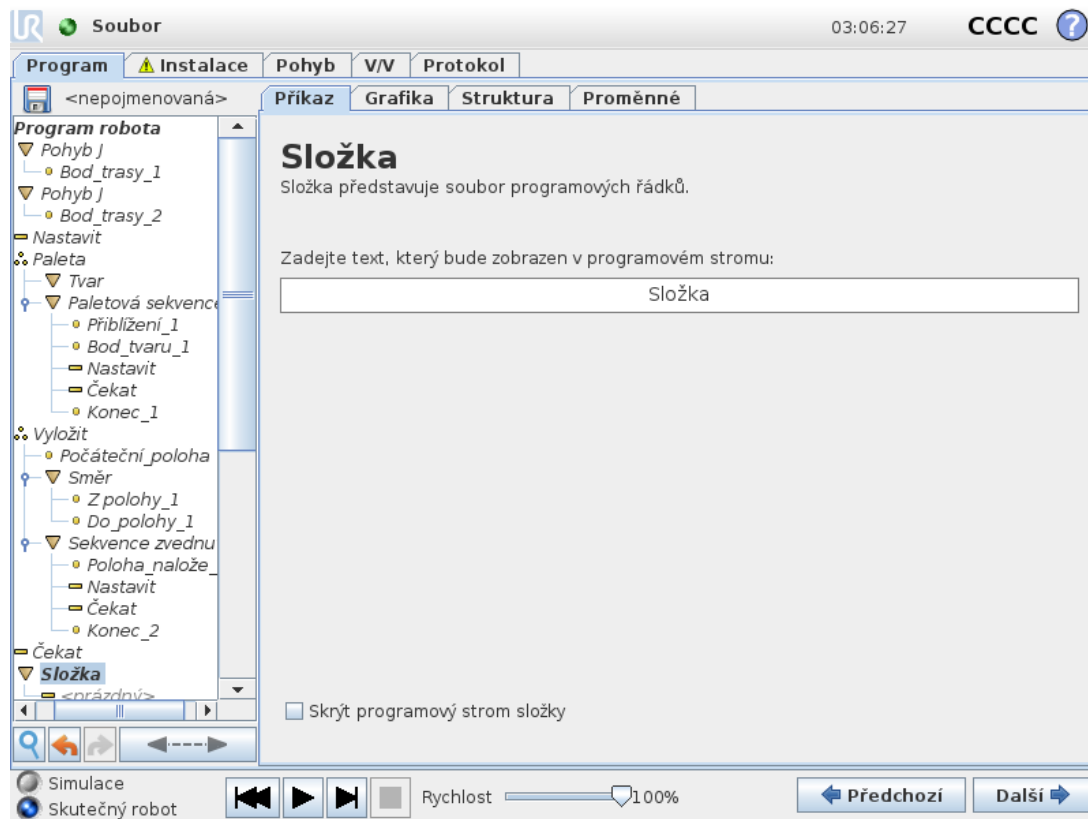 UR Soubor 03:06:27 CCCC ?
Program Instalace Pohyb V/V Protokol
<nepojmenovaná> Příkaz Grafika Struktura Proměnné
Program robota
Pohyb J
Bod_trasy_1
Pohyb J
Bod_trasy_2
Nastavit
Paleta
Tvar
Paletová sekvence
Přiblížení_1
Bod_tvaru_1
Nastavit
Čekat
Konec_1
Vyložit
Počáteční_poloha
Směr
Z polohy_1
Do_polohy_1
Sekvence zvednu
Poloha_nalože_
Nastavit
Čekat
Konec_2
Čekat
Složka
<prázdný>
Složka
Složka představuje soubor programových řádků.
Zadejte text, který bude zobrazen v programovém stromu:
Složka
Skrýt programový strom složky
Simulace
Skutečný robot
Rychlost 100%
Předchozí Další